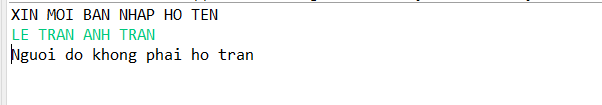 XIN MOI BAN NHAP HO TEN
LE TRAN ANH TRAN
Nguoi do khong phai ho tran